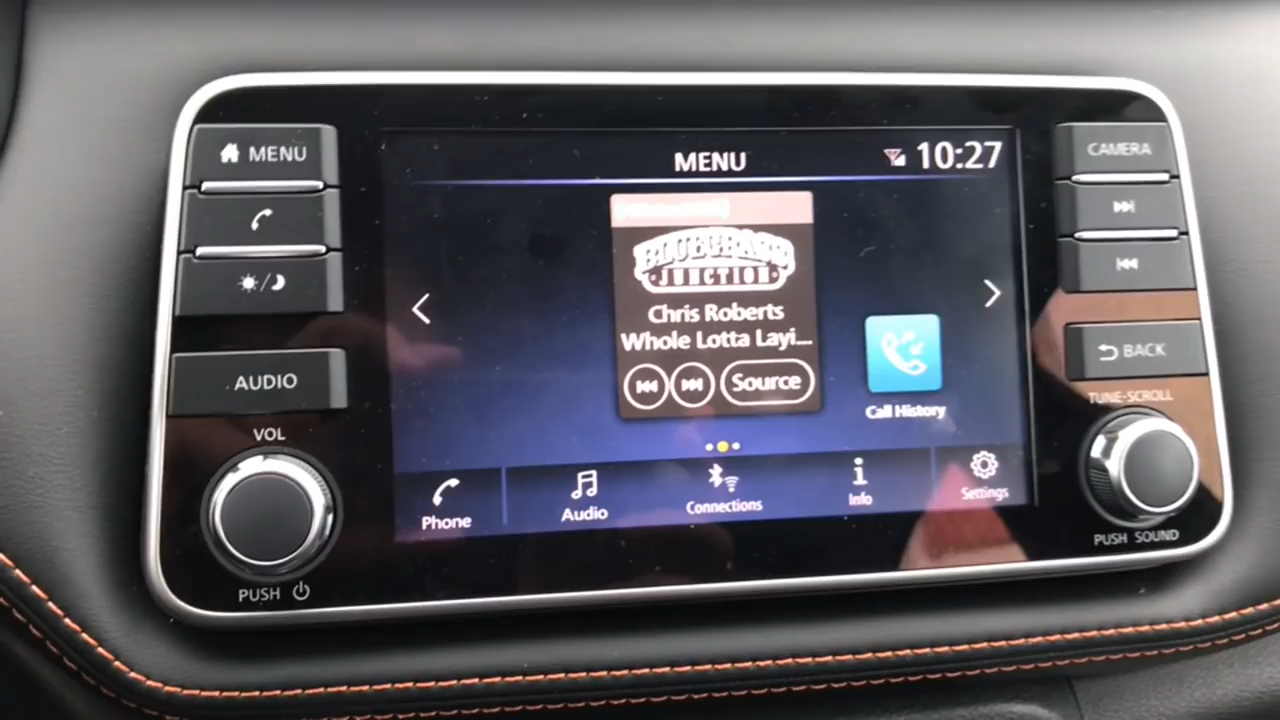 MENU
AUDIO
VOL
PUSH
MENU
10:27
BLUEGRASS
JUNCTION
Chris Roberts
Whole Lotta Layi...
Source
Call History
Phone
Audio
Connections
Info
Settings
CAMERA
BACK
TUNE-SCROLL
PUSH SOUND